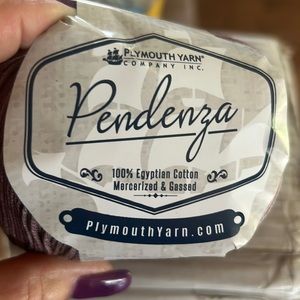 PLYMOUTH YARN®
COMPANY INC.
Pendenza
100% Egyptian Cotton
Mercerized & Gassed
PlymouthYarn.com